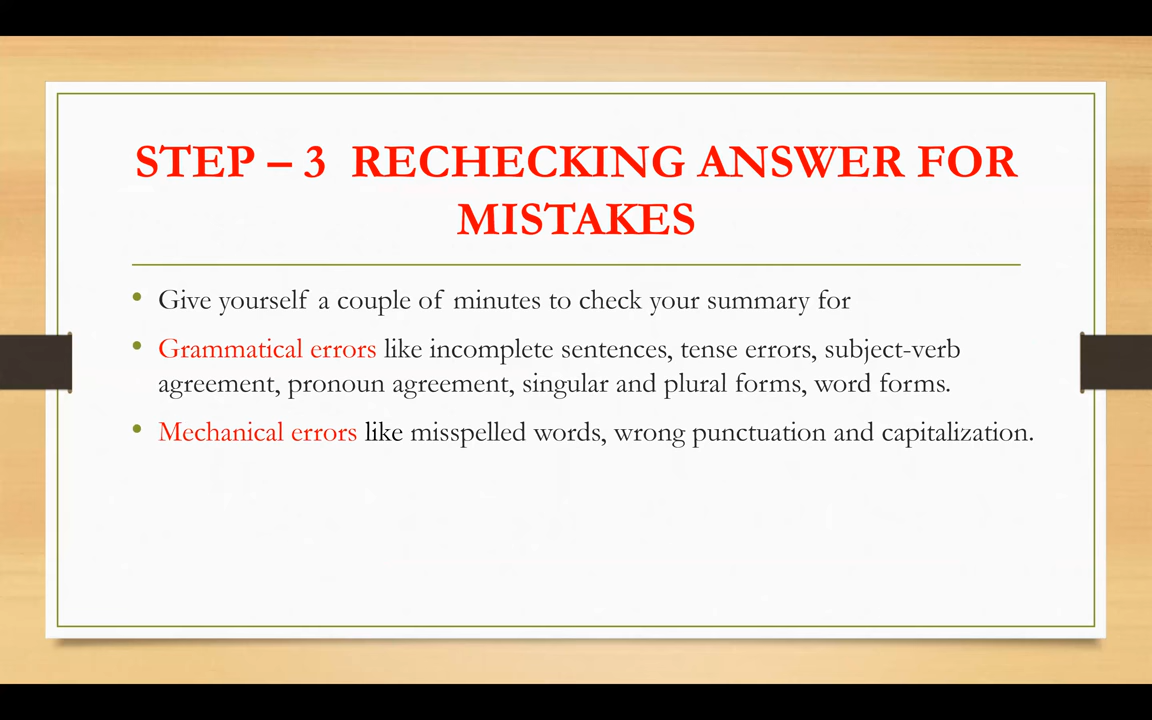 STEP – 3 RECHECKING ANSWER FOR
MISTAKES
• Give yourself a couple of minutes to check your summary for
• Grammatical errors like incomplete sentences, tense errors, subject-verb
agreement, pronoun agreement, singular and plural forms, word forms.
• Mechanical errors like misspelled words, wrong punctuation and capitalization.